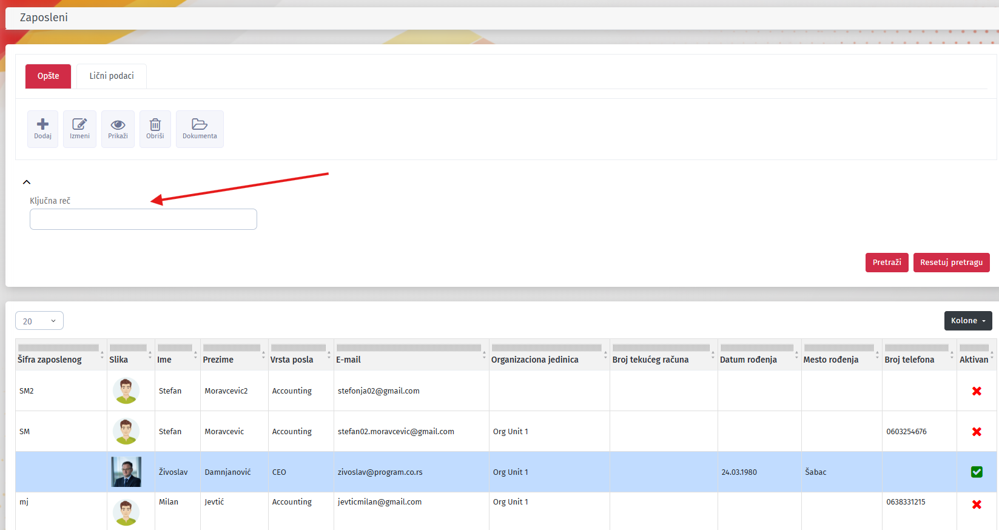 Zaposleni
Opšte
Lični podaci
Dodaj
Izmeni
Prikaži
Obriši
Dokumenta
Ključna reč
Pretraži
Resetuj pretragu
20
Kolone
Šifra zaposlenog Slika Ime Prezime Vrsta posla E-mail Organizaciona jedinica Broj tekućeg računa Datum rođenja Mesto rođenja Broj telefona Aktivan
SM2 Stefan Moravcevic2 Accounting stefonja02@gmail.com
SM Stefan Moravcevic Accounting stefan02.moravcevic@gmail.com Org Unit 1 0603254676
Živoslav Damnjanović CEO zivoslav@program.co.rs Org Unit 1 24.03.1980 Šabac
mj Milan Jevtić Accounting jevticmilan@gmail.com Org Unit 1 0638331215